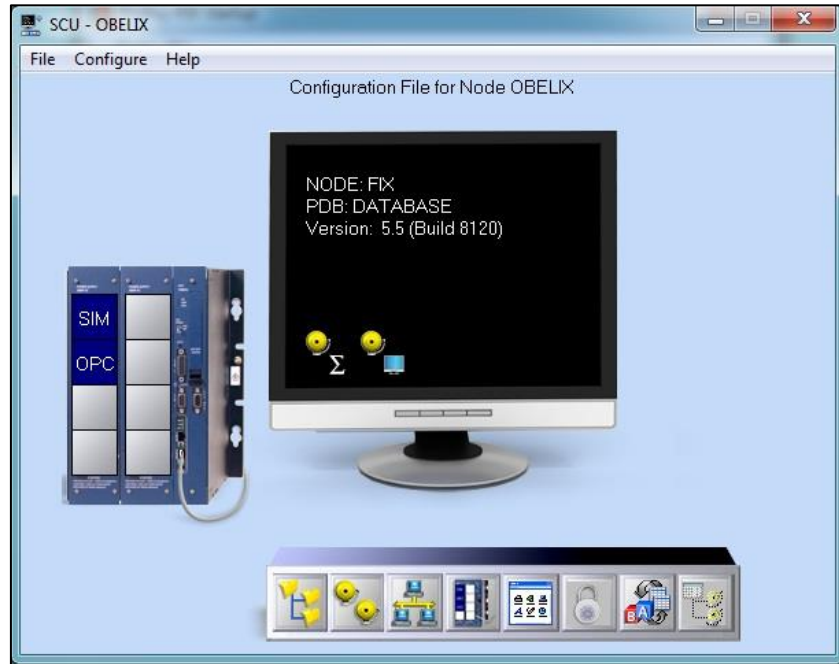 SCU - OBELIX
File Configure Help
Configuration File for Node OBELIX
NODE: FIX
PDB: DATABASE
Version: 5.5 (Build 8120)
SIM
OPC
Σ